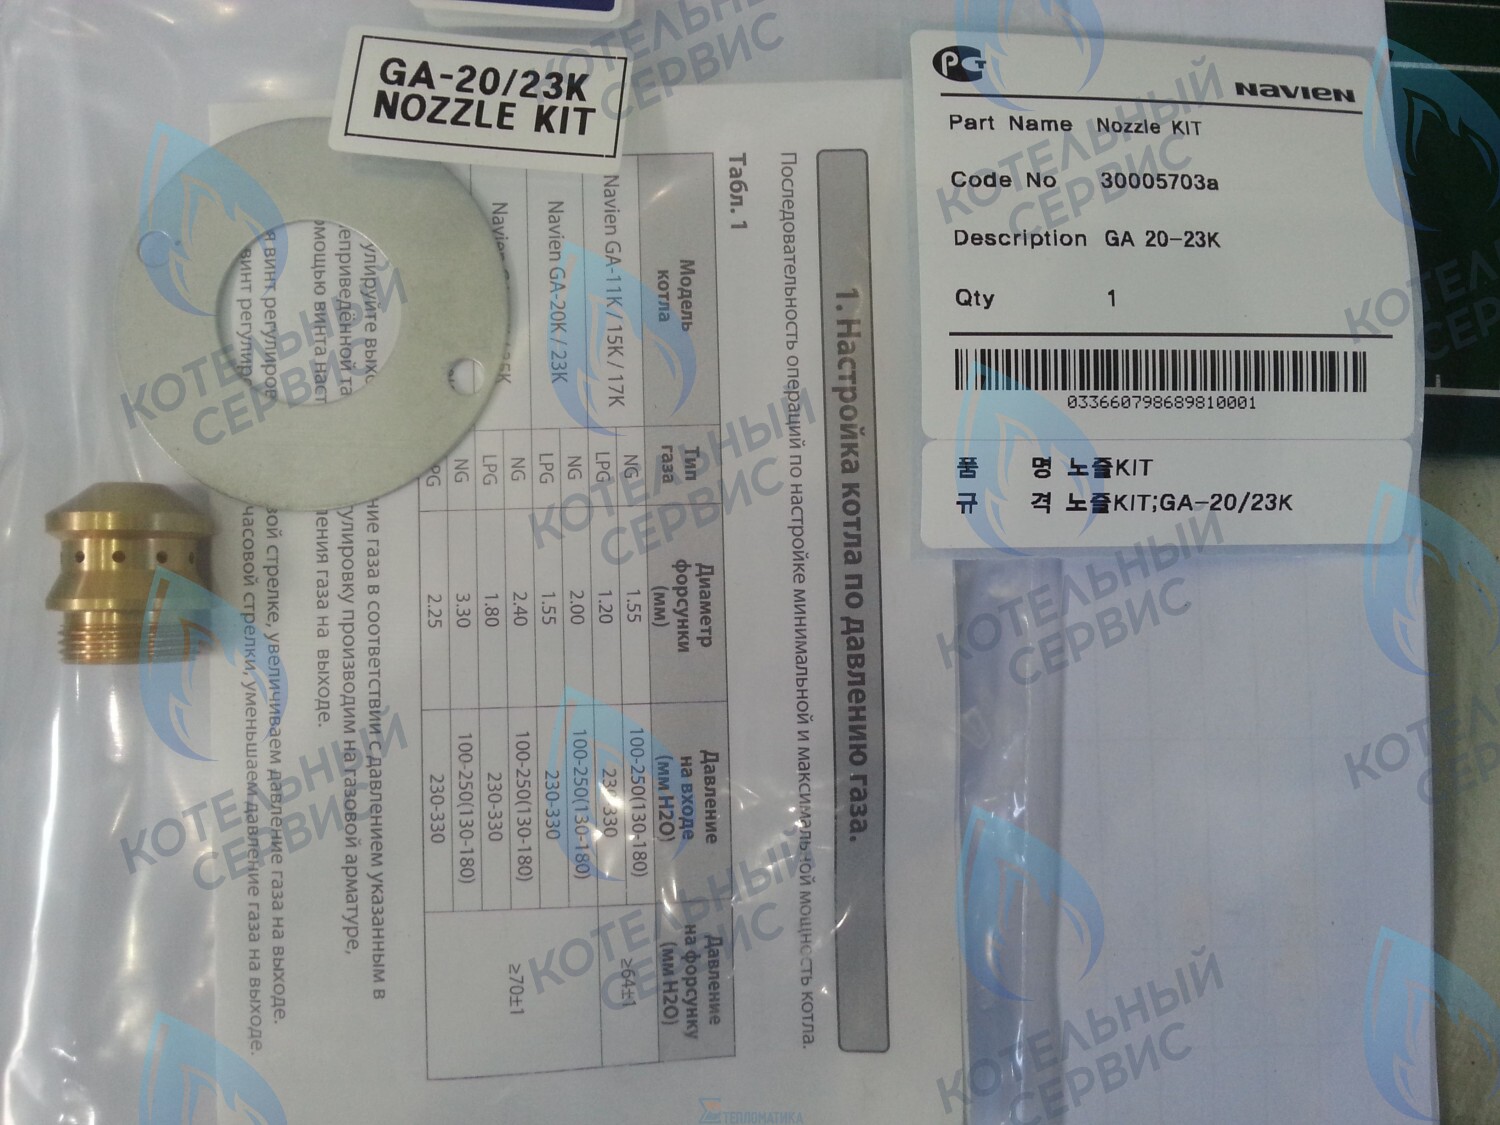 GA-20/23K
NOZZLE KIT
PCT
NAVIEN
Part Name Nozzle KIT
Code No 30005703a
Description GA 20-23K
Qty 1
033660798689810001
품 명 노즐KIT
규 격 노즐KIT;GA-20/23K
1. Настройка котла по давлению газа.
Последовательность операций по настройке минимальной и максимальной мощность котла.
Табл. 1
Модель котла
Тип газа
Диаметр форсунки (мм)
Давление на входе (мм H2O)
Давление на форсунку (мм H2O)
Navien GA-11K / 15K / 17K
NG 1.55 100-250(130-180) ≥64±1
LPG 1.20 230-330
Navien GA-20K / 23K
NG 2.00 100-250(130-180) ≥70±1
LPG 1.55 230-330
NG 2.40 100-250(130-180)
LPG 1.80 230-330
NG 3.30 100-250(130-180)
PG 2.25 230-330
ние газа в соответствии с давлением указанным в
гулировку производим на газовой арматуре,
ления газа на выходе.
вой стрелке, увеличиваем давление газа на выходе.
часовой стрелки, уменьшаем давление газа на выходе.
КОТЕЛЬНЫЙ
СЕРВИС
ТЕПЛОМАТИКА